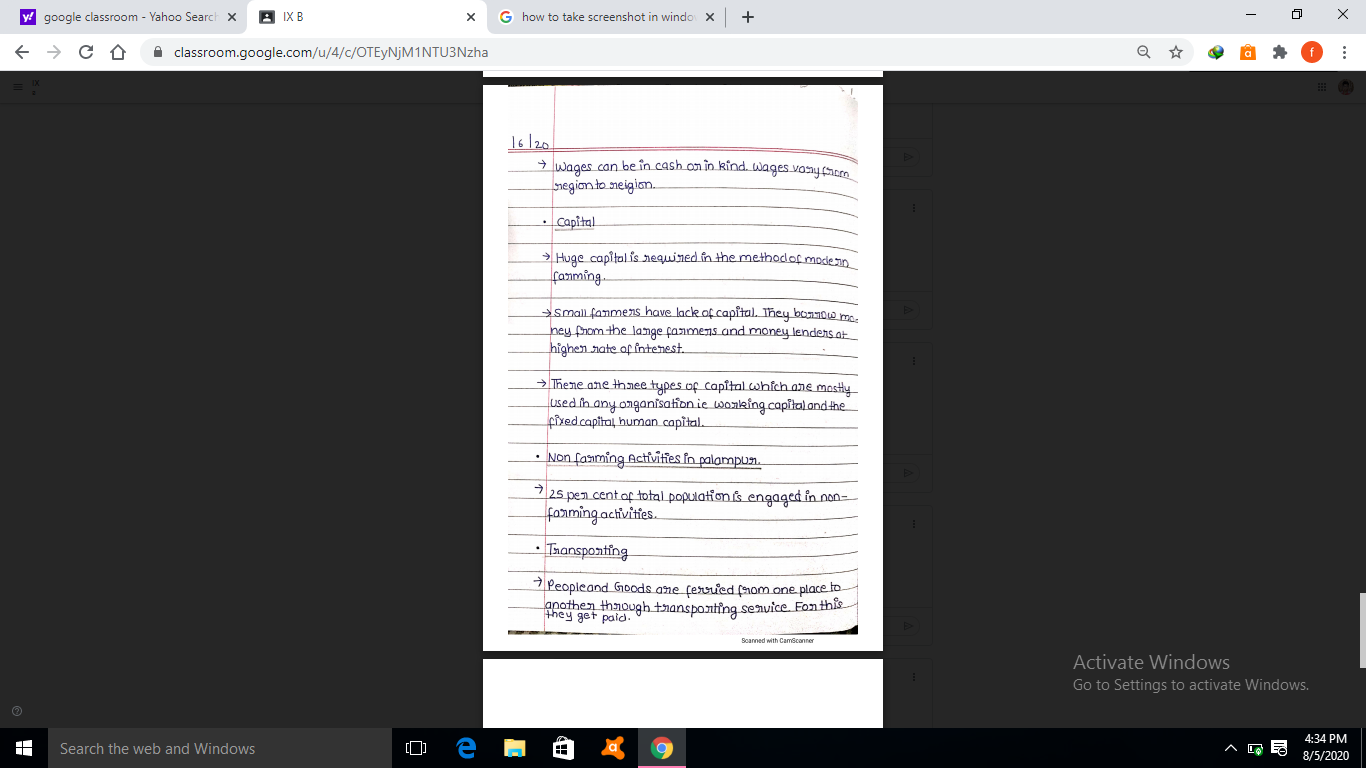 google classroom - Yahoo Search
IX B
how to take screenshot in windo
classroom.google.com/u/4/c/OTEyNjM1NTU3Nzha
f
IX
16/20
→ Wages can be in cash or in kind. Wages vary from
region to reigion.
• Capital
→ Huge capital is required in the method of modern
farming.
→ Small farmers have lack of capital. They borrow mo-
ney from the large farmers and money lenders at
higher rate of interest.
→ There are three types of capital which are mostly
used in any organisation ie working capital and the
fixed capital, human capital.
• Non farming Activities in palampur.
→ 25 per cent of total population is engaged in non-
farming activities.
• Transporting
→ People and Goods are ferried from one place to
another through transporting service. For this
they get paid.
Scanned with CamScanner
Activate Windows
Go to Settings to activate Windows.
Search the web and Windows
4:34 PM
8/5/2020